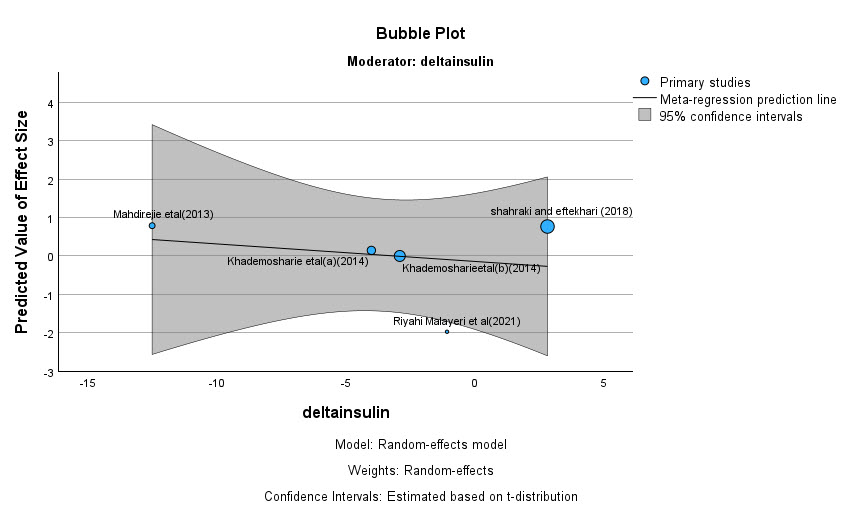 Bubble Plot
Moderator: deltainsulin
Primary studies
Meta-regression prediction line
95% confidence intervals
Predicted Value of Effect Size
4
3
2
1
0
-1
-2
-3
Mahdirejie etal(2013)
shahraki and eftekhari (2018)
Khademosharie etal(a)(2014)
Khademosharieetal(b)(2014)
Riyahi Malayeri et al(2021)
-15
-10
-5
0
5
deltainsulin
Model: Random-effects model
Weights: Random-effects
Confidence Intervals: Estimated based on t-distribution